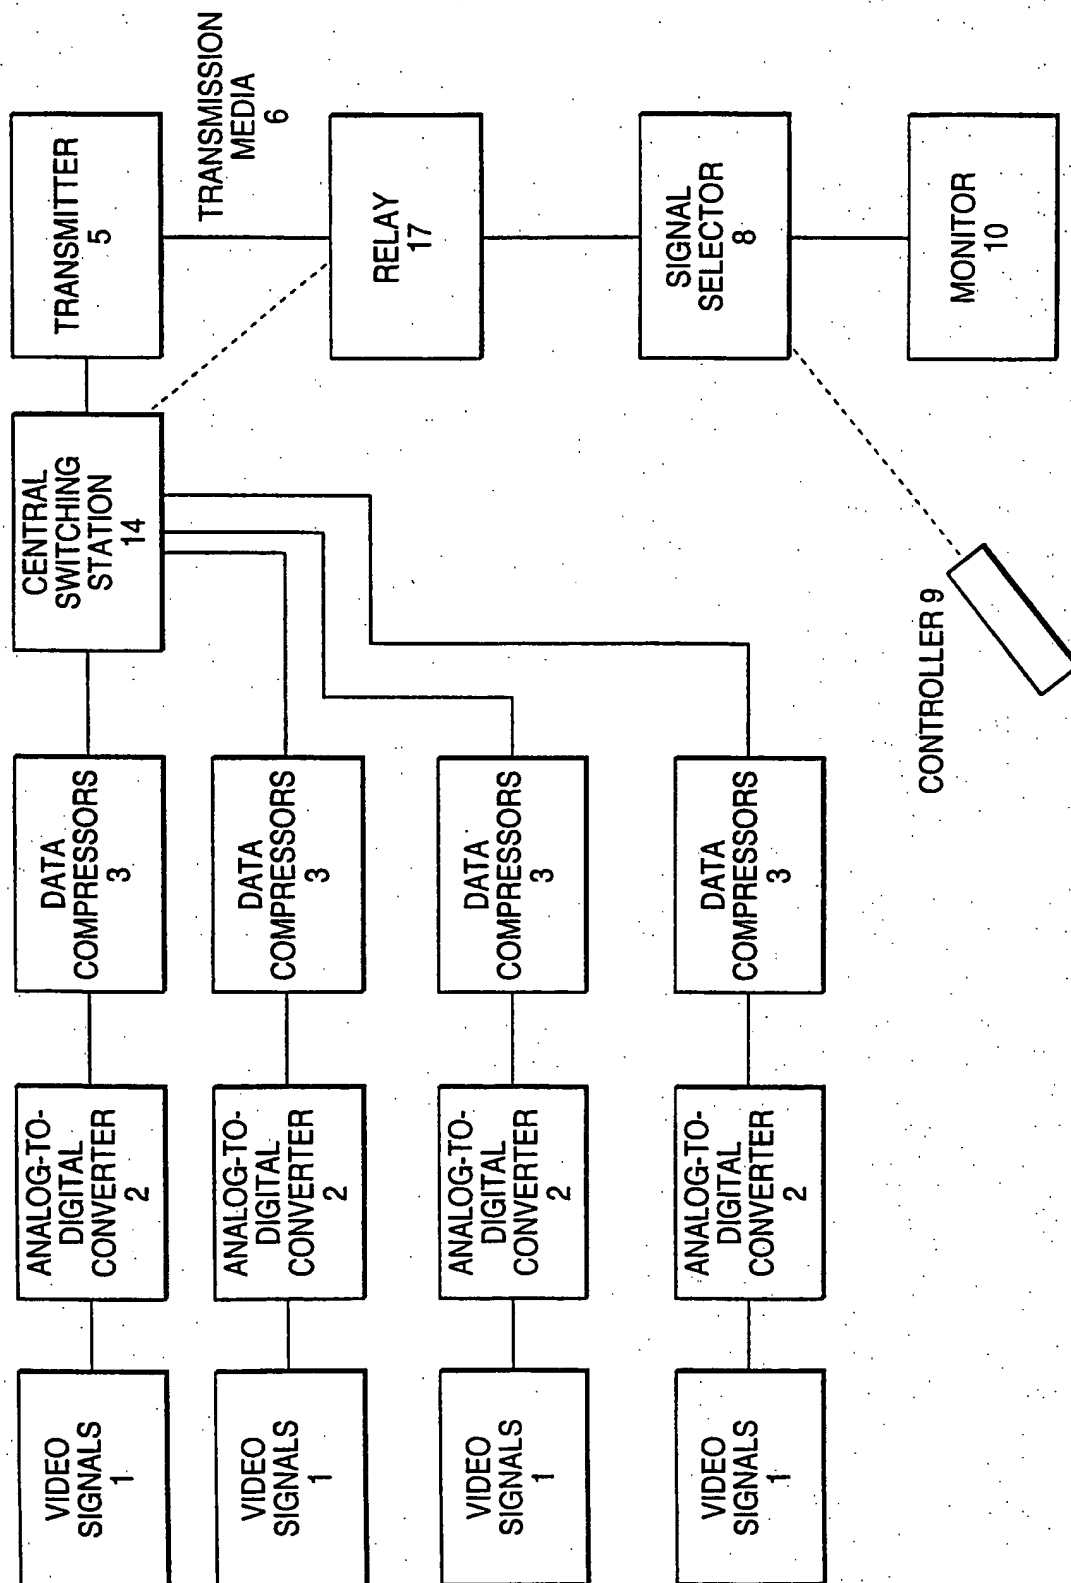 VIDEO
SIGNALS
1
ANALOG-TO-
DIGITAL
CONVERTER
2
DATA
COMPRESSORS
3
CENTRAL
SWITCHING
STATION
14
TRANSMITTER
5
VIDEO
SIGNALS
1
ANALOG-TO-
DIGITAL
CONVERTER
2
DATA
COMPRESSORS
3
TRANSMISSION
MEDIA
6
VIDEO
SIGNALS
1
ANALOG-TO-
DIGITAL
CONVERTER
2
DATA
COMPRESSORS
3
RELAY
17
VIDEO
SIGNALS
1
ANALOG-TO-
DIGITAL
CONVERTER
2
DATA
COMPRESSORS
3
SIGNAL
SELECTOR
8
CONTROLLER 9
MONITOR
10